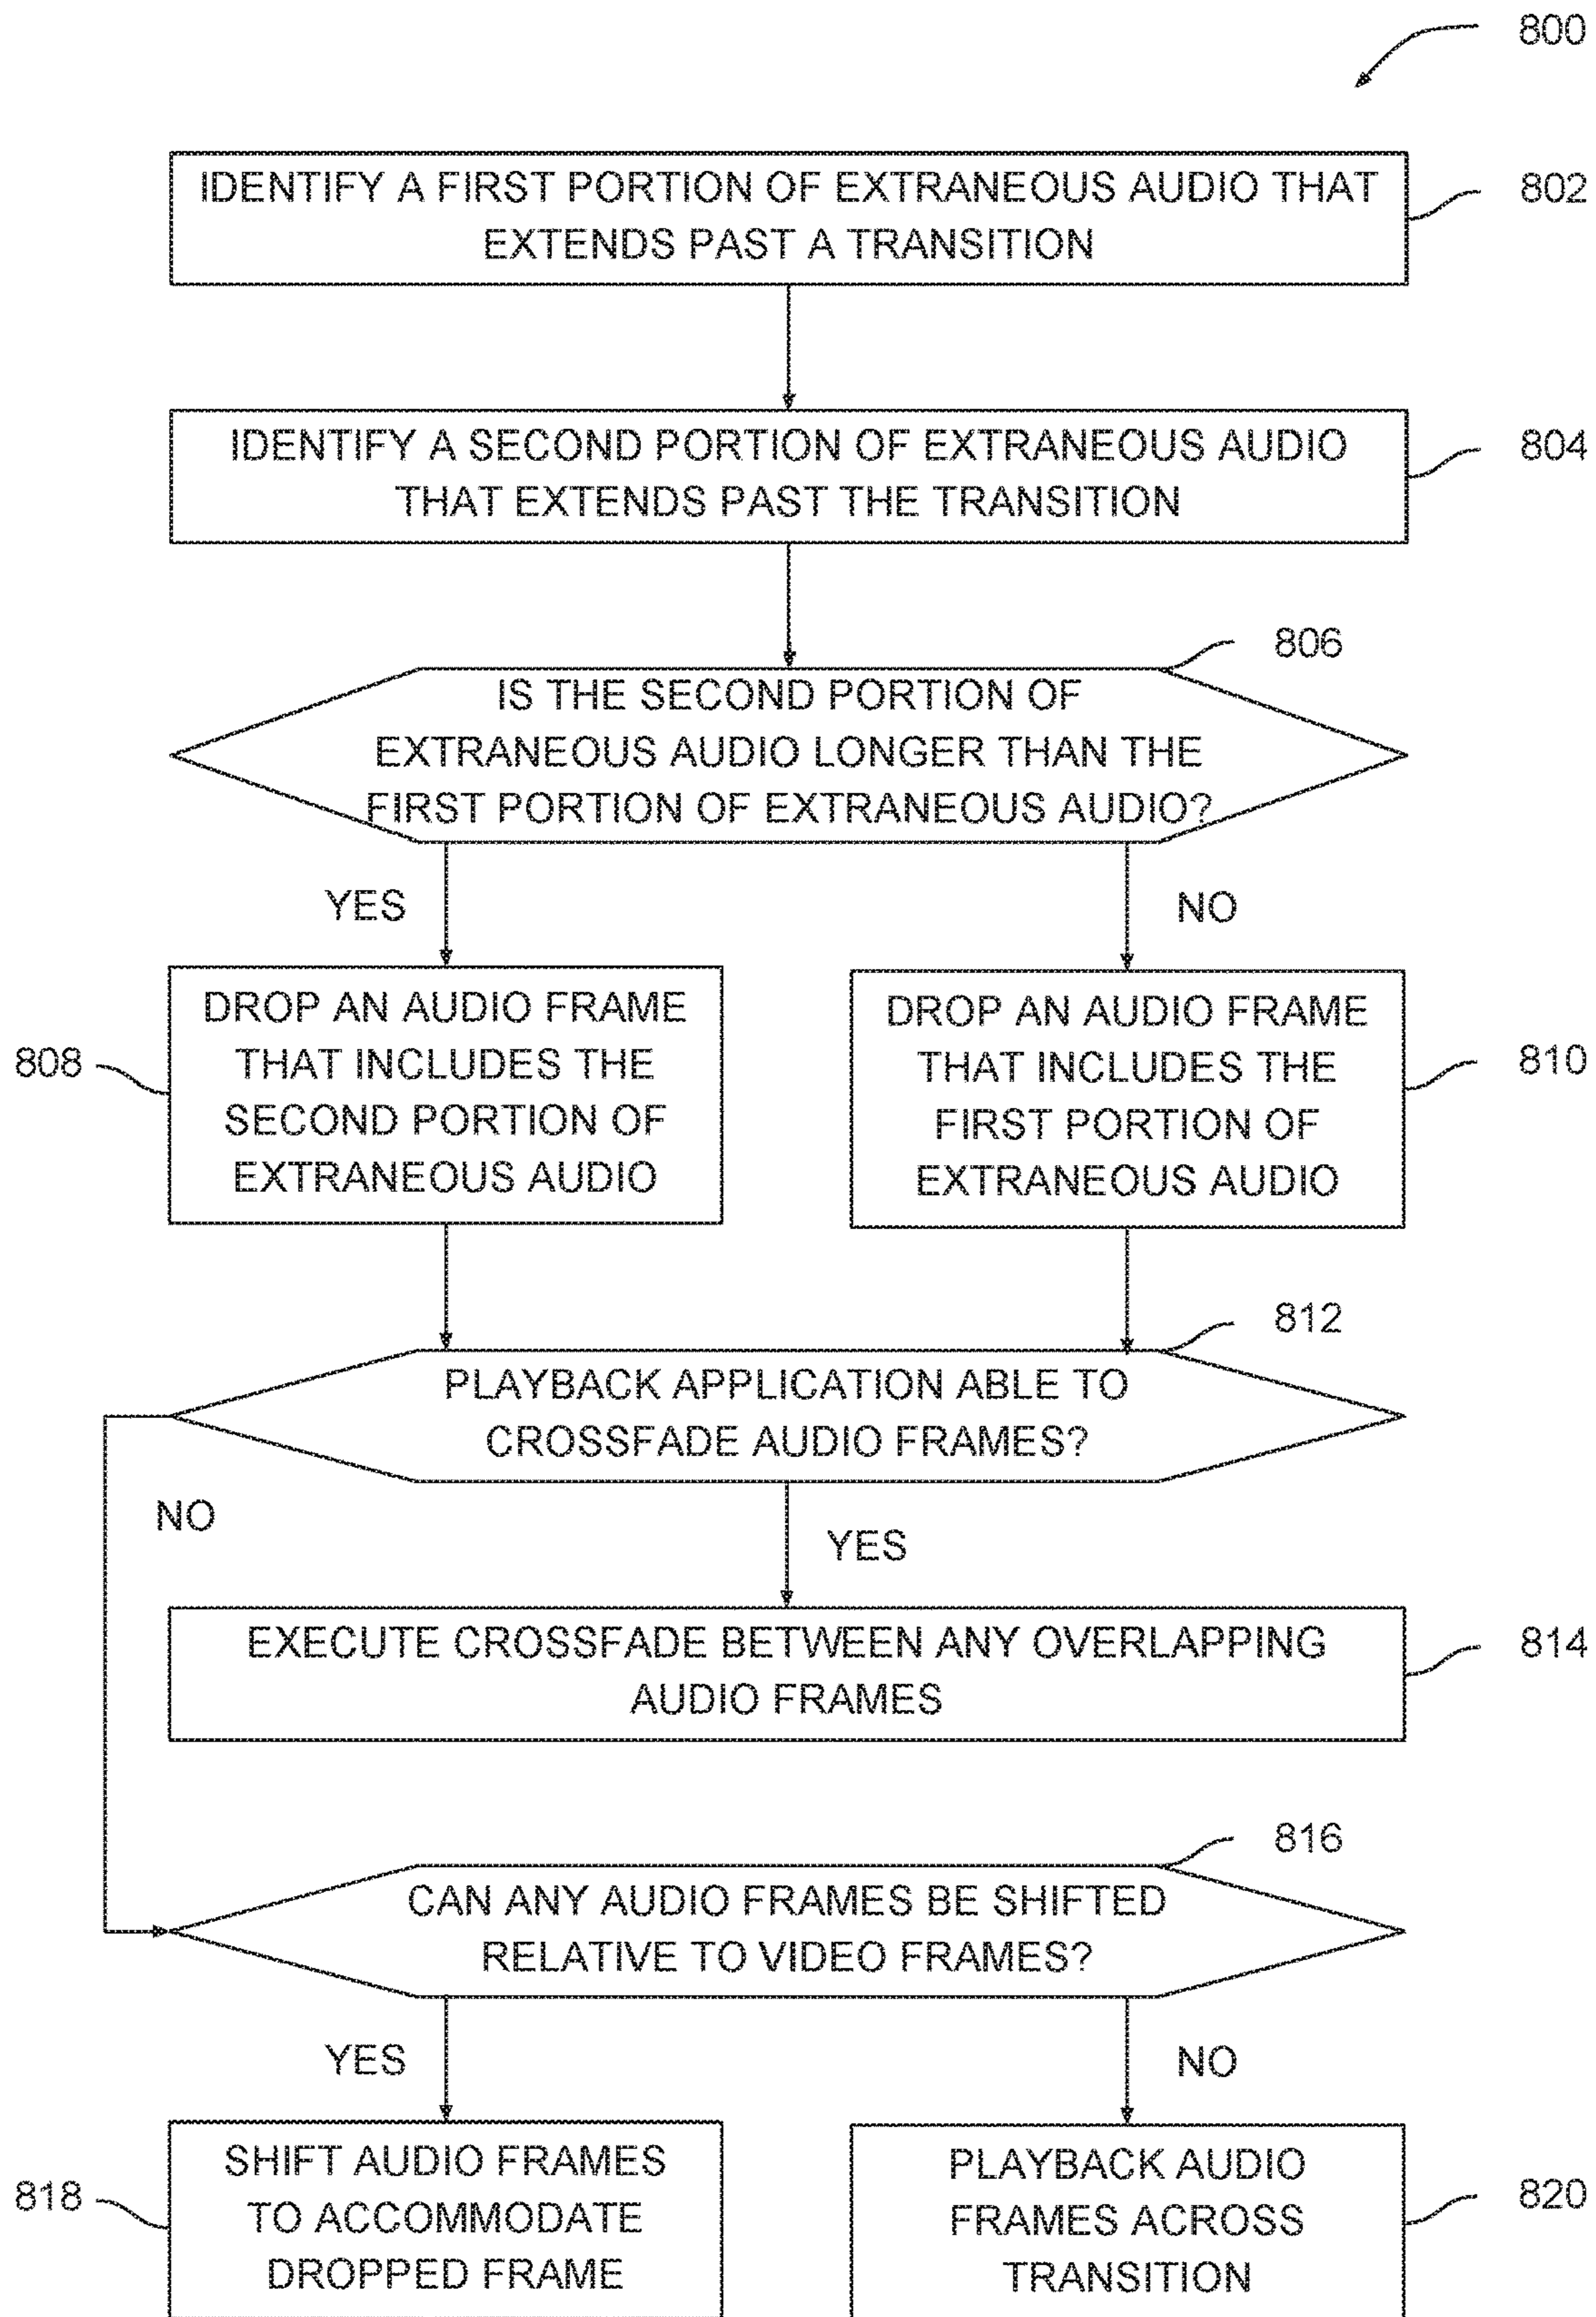 800
IDENTIFY A FIRST PORTION OF EXTRANEOUS AUDIO THAT
EXTENDS PAST A TRANSITION
802
IDENTIFY A SECOND PORTION OF EXTRANEOUS AUDIO
THAT EXTENDS PAST THE TRANSITION
804
806
IS THE SECOND PORTION OF
EXTRANEOUS AUDIO LONGER THAN THE
FIRST PORTION OF EXTRANEOUS AUDIO?
YES
NO
808
DROP AN AUDIO FRAME
THAT INCLUDES THE
SECOND PORTION OF
EXTRANEOUS AUDIO
DROP AN AUDIO FRAME
THAT INCLUDES THE
FIRST PORTION OF
EXTRANEOUS AUDIO
810
812
PLAYBACK APPLICATION ABLE TO
CROSSFADE AUDIO FRAMES?
NO
YES
EXECUTE CROSSFADE BETWEEN ANY OVERLAPPING
AUDIO FRAMES
814
816
CAN ANY AUDIO FRAMES BE SHIFTED
RELATIVE TO VIDEO FRAMES?
YES
NO
818
SHIFT AUDIO FRAMES
TO ACCOMMODATE
DROPPED FRAME
PLAYBACK AUDIO
FRAMES ACROSS
TRANSITION
820